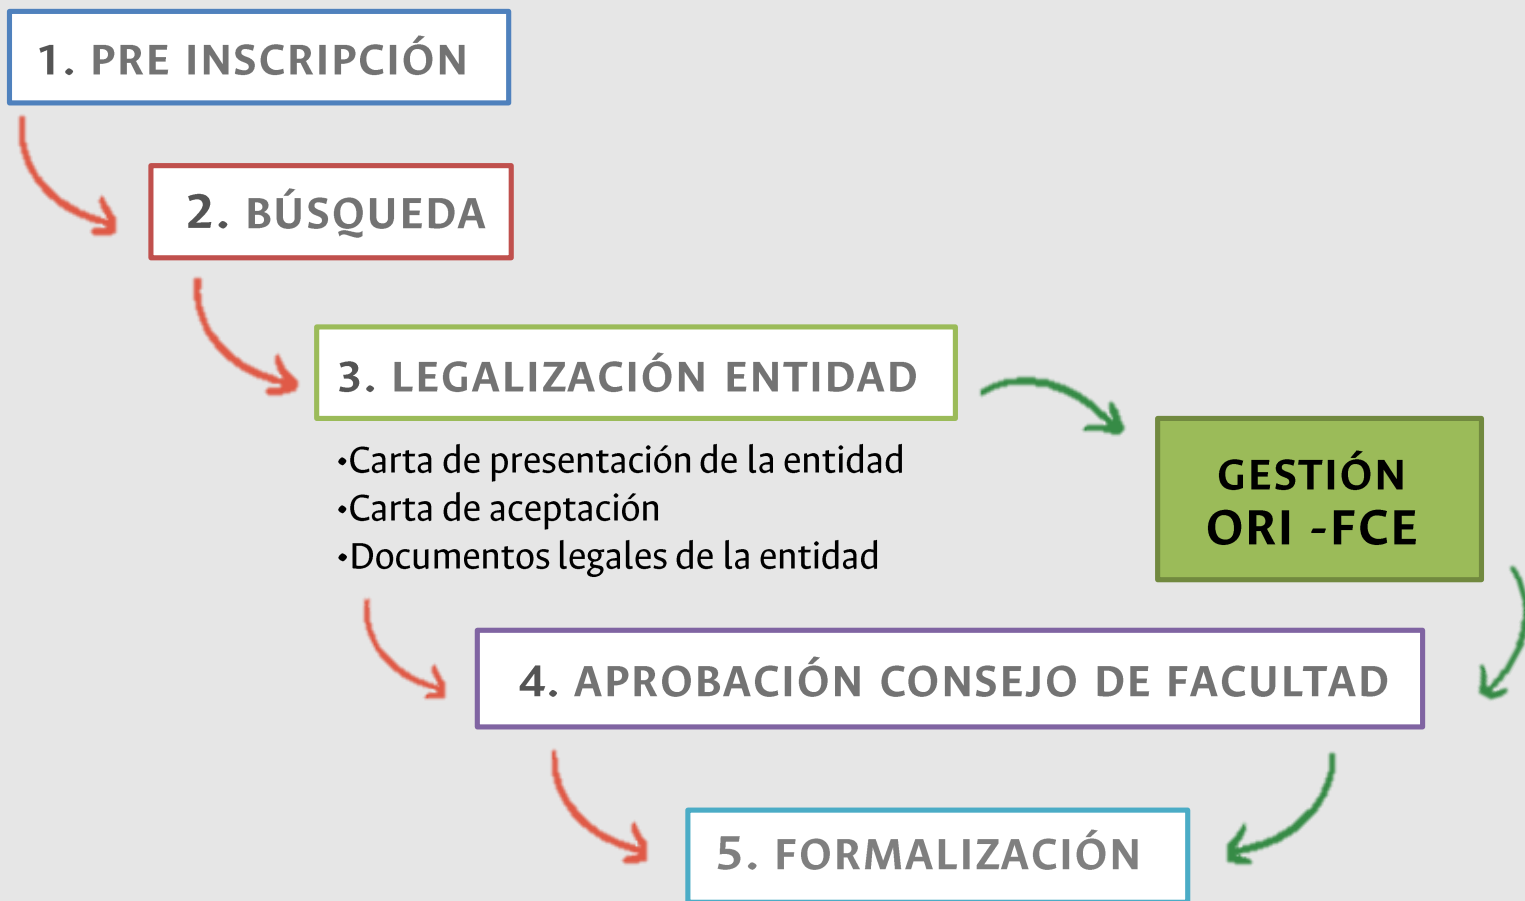 1. PRE INSCRIPCIÓN
2. BÚSQUEDA
3. LEGALIZACIÓN ENTIDAD
•Carta de presentación de la entidad
•Carta de aceptación
•Documentos legales de la entidad
GESTIÓN
ORI -FCE
4. APROBACIÓN CONSEJO DE FACULTAD
5. FORMALIZACIÓN